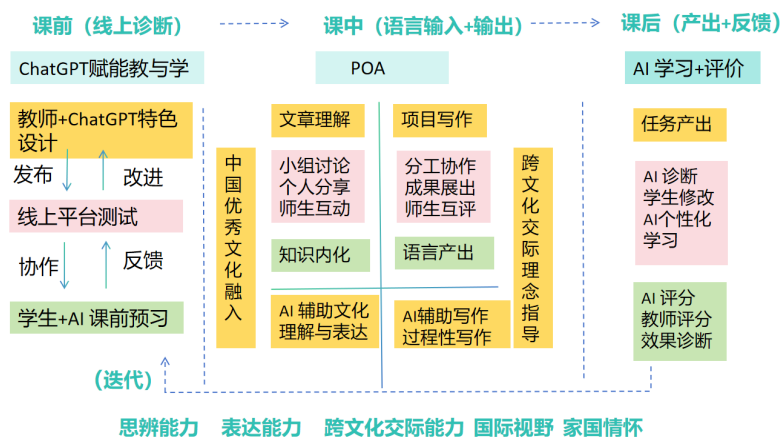 课前（线上诊断）
课中（语言输入+输出）
课后（产出+反馈）
ChatGPT赋能教与学
POA
AI 学习+评价
教师+ChatGPT特色
设计
发布
改进
线上平台测试
协作
反馈
学生+AI 课前预习
中国优秀文化融入
文章理解
小组讨论
个人分享
师生互动
知识内化
AI 辅助文化
理解与表达
项目写作
分工协作
成果展出
师生互评
语言产出
AI辅助写作
过程性写作
跨文化交际理念指导
任务产出
AI 诊断
学生修改
AI个性化
学习
AI 评分
教师评分
效果诊断
（迭代）
思辨能力 表达能力 跨文化交际能力 国际视野 家国情怀